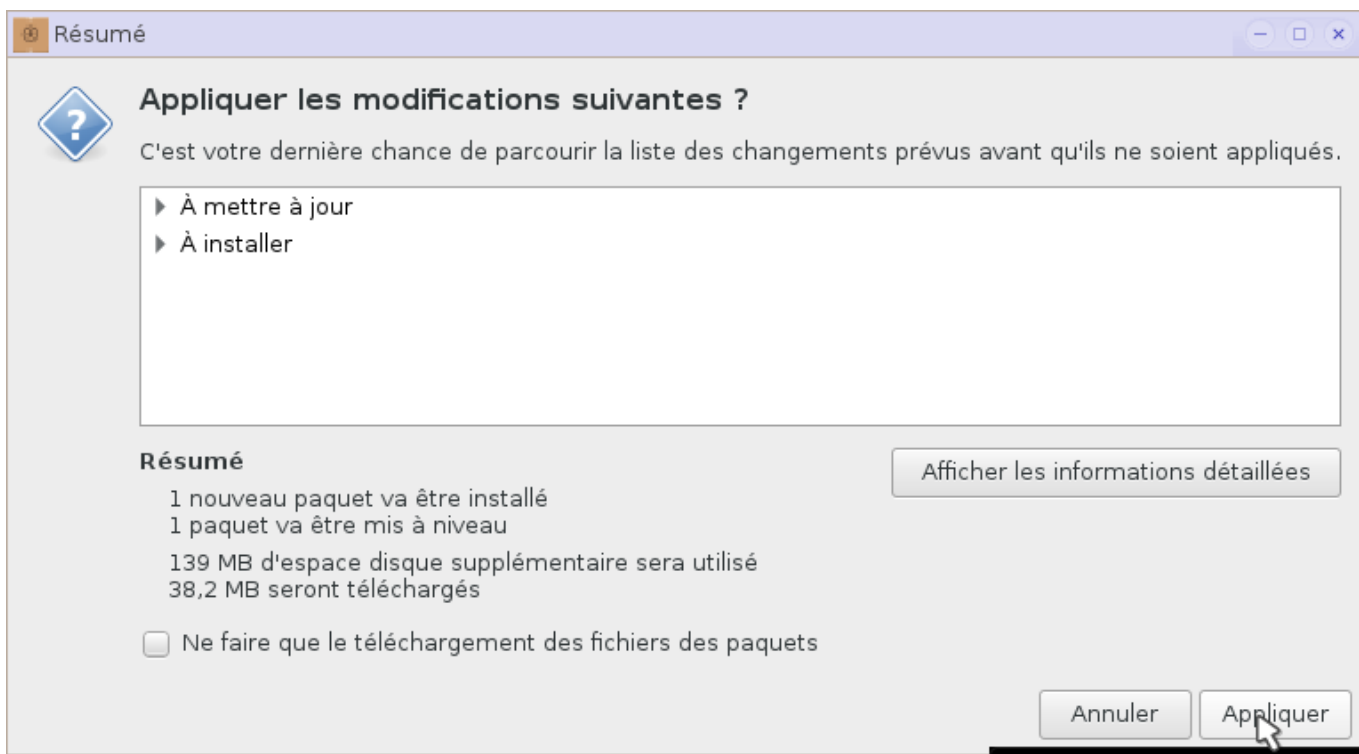 Résumé
Appliquer les modifications suivantes ?
C'est votre dernière chance de parcourir la liste des changements prévus avant qu'ils ne soient appliqués.
À mettre à jour
À installer
Résumé
Afficher les informations détaillées
1 nouveau paquet va être installé
1 paquet va être mis à niveau
139 MB d'espace disque supplémentaire sera utilisé
38,2 MB seront téléchargés
Ne faire que le téléchargement des fichiers des paquets
Annuler
Appliquer